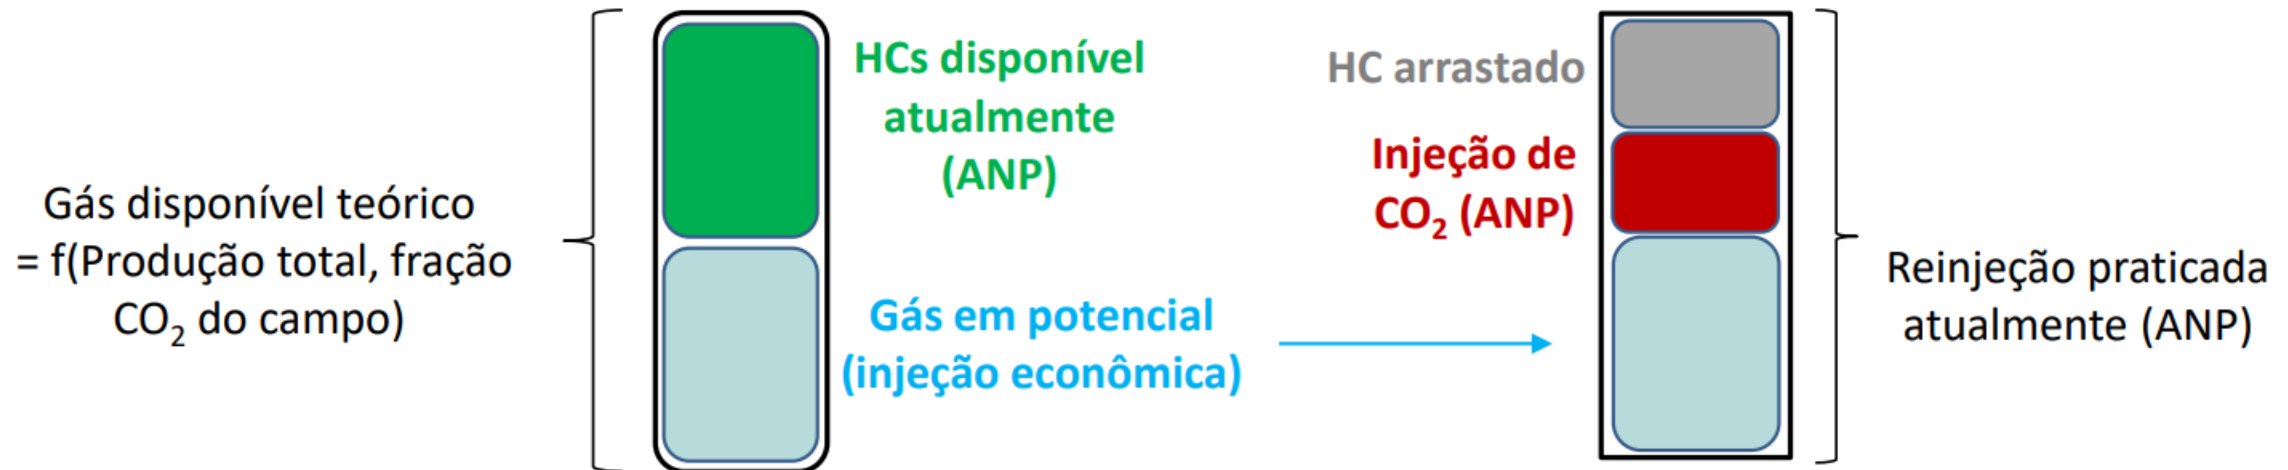 Gás disponível teórico
= f(Produção total, fração
CO₂ do campo)
HCs disponível
atualmente
(ANP)
Gás em potencial
(injeção econômica)
HC arrastado
Injeção de
CO₂ (ANP)
Reinjeção praticada
atualmente (ANP)